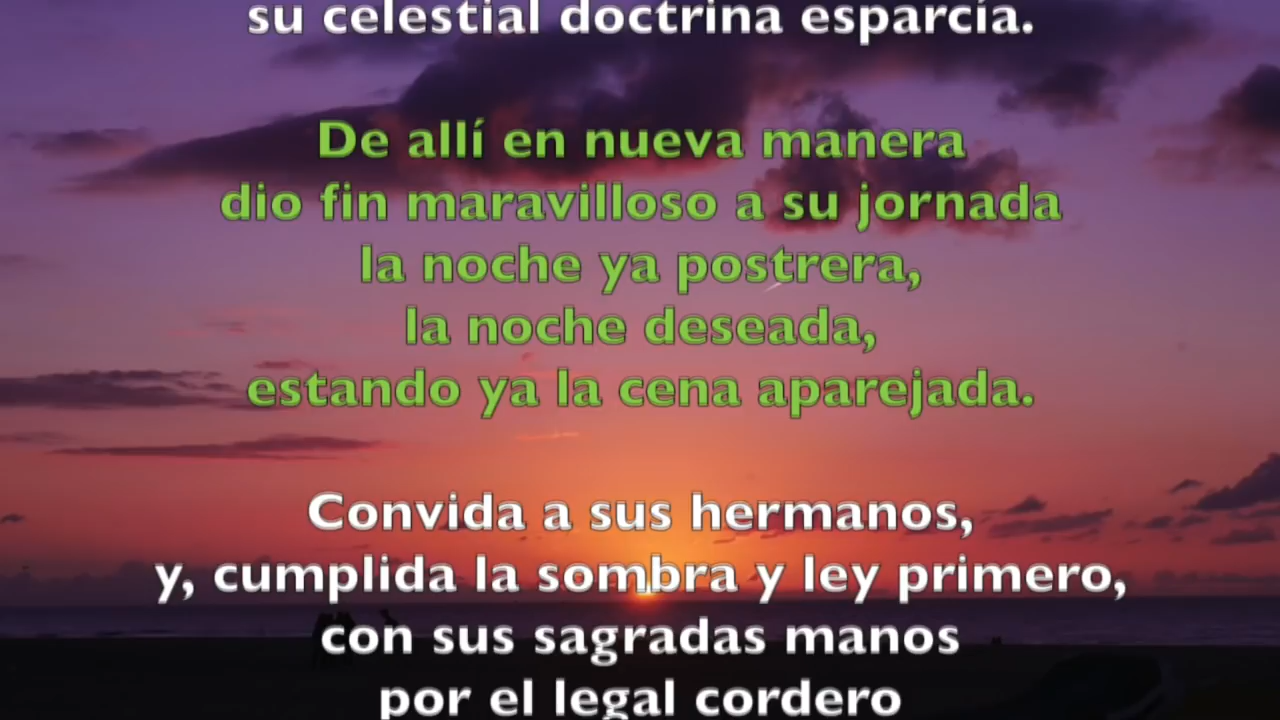 su celestial doctrina esparcía.
De allí en nueva manera
dio fin maravilloso a su jornada
la noche ya postrera,
la noche deseada,
estando ya la cena aparejada.
Convida a sus hermanos,
y, cumplida la sombra y ley primero,
con sus sagradas manos
por el legal cordero